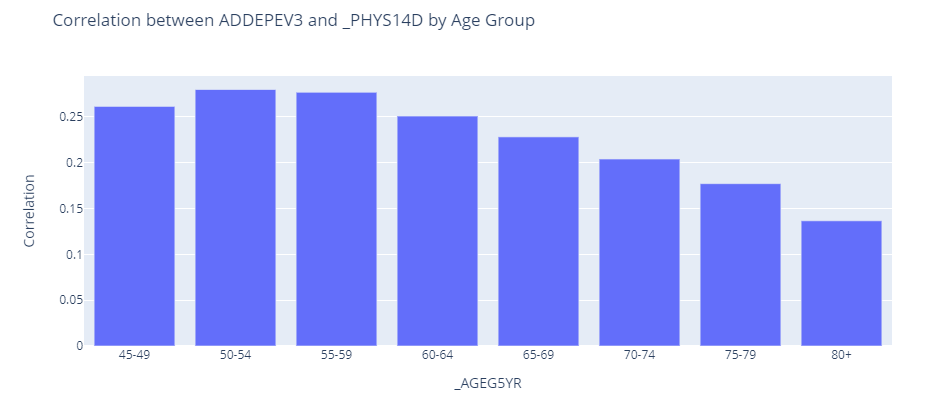 Correlation between ADDEPEV3 and _PHYS14D by Age Group
0.25
0.2
0.15
0.1
0.05
0
Correlation
45-49 50-54 55-59 60-64 65-69 70-74 75-79 80+
_AGEG5YR